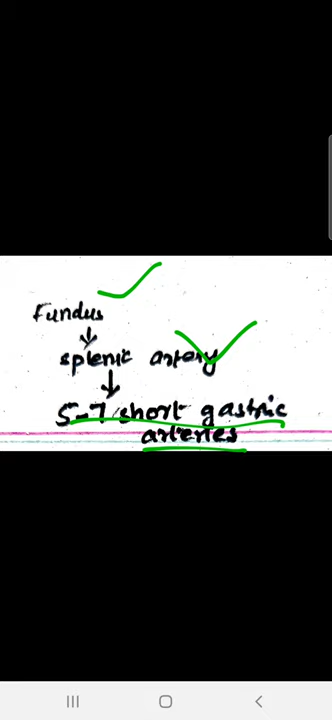 Fundus
↓
splenic artery
↓
5-7 short gastric
arteries